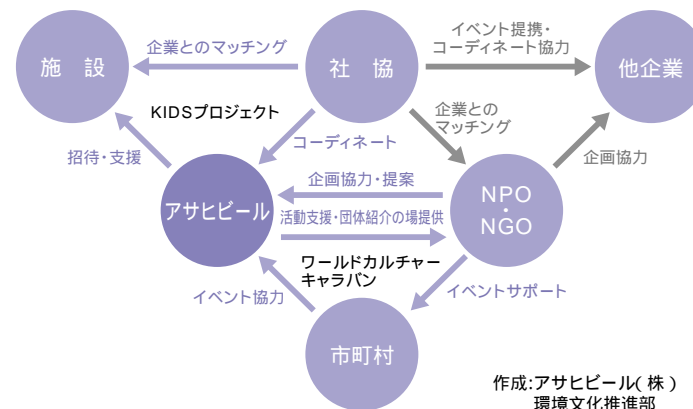 イベント提携・
コーディネート協力
企業とのマッチング
施　設
社　協
他企業
KIDSプロジェクト
企業との
マッチング
コーディネート
招待・支援
企画協力
企画協力・提案
アサヒビール
NPO
・
NGO
活動支援・団体紹介の場提供
ワールドカルチャー
キャラバン
イベント協力
イベントサポート
市町村
作成:アサヒビール(株)
環境文化推進部